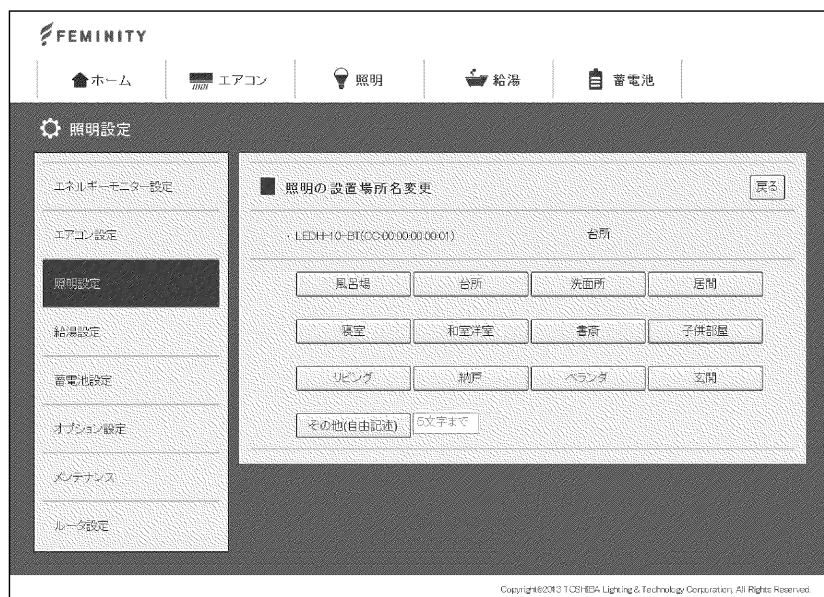 FEMINITY
ホーム エアコン 照明 給湯 蓄電池
照明設定
エネルギーモニター設定
エアコン設定
照明設定
給湯設定
蓄電池設定
オプション設定
メンテナンス
ルータ設定
照明の設置場所名変更 戻る
・LEDH-10-BT(CC:00:00:00:00:01) 台所
風呂場 台所 洗面所 居間
寝室 和室洋室 書斎 子供部屋
リビング 納戸 ベランダ 玄関
その他(自由記述) 5文字まで
Copyright©2013 TOSHIBA Lighting & Technology Corporation, All Rights Reserved.